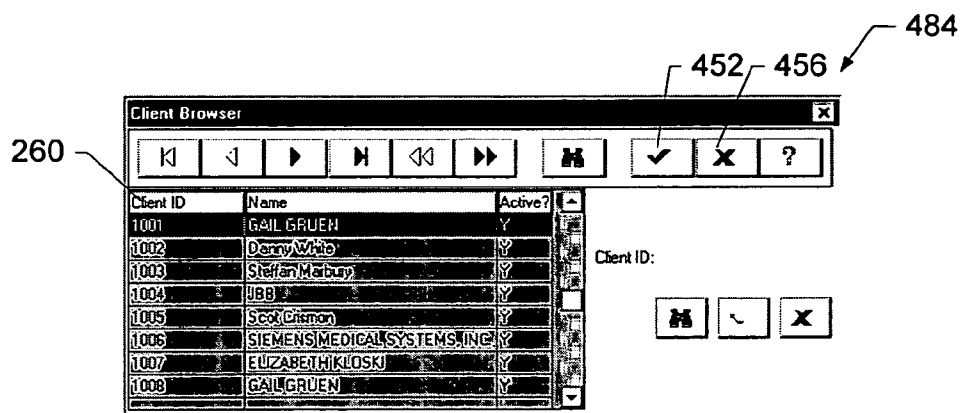 484
452 456
Client Browser
260
?
Client ID Name Active?
1001 GAIL GRUEN Y
1002 Danny White Y
1003 Steffan Marbury Y
1004 JBB Y
1005 Scot Crismon Y
1006 SIEMENS MEDICAL SYSTEMS, INC Y
1007 ELIZABETH KLOSKI Y
1008 GAIL GRUEN Y
Client ID: